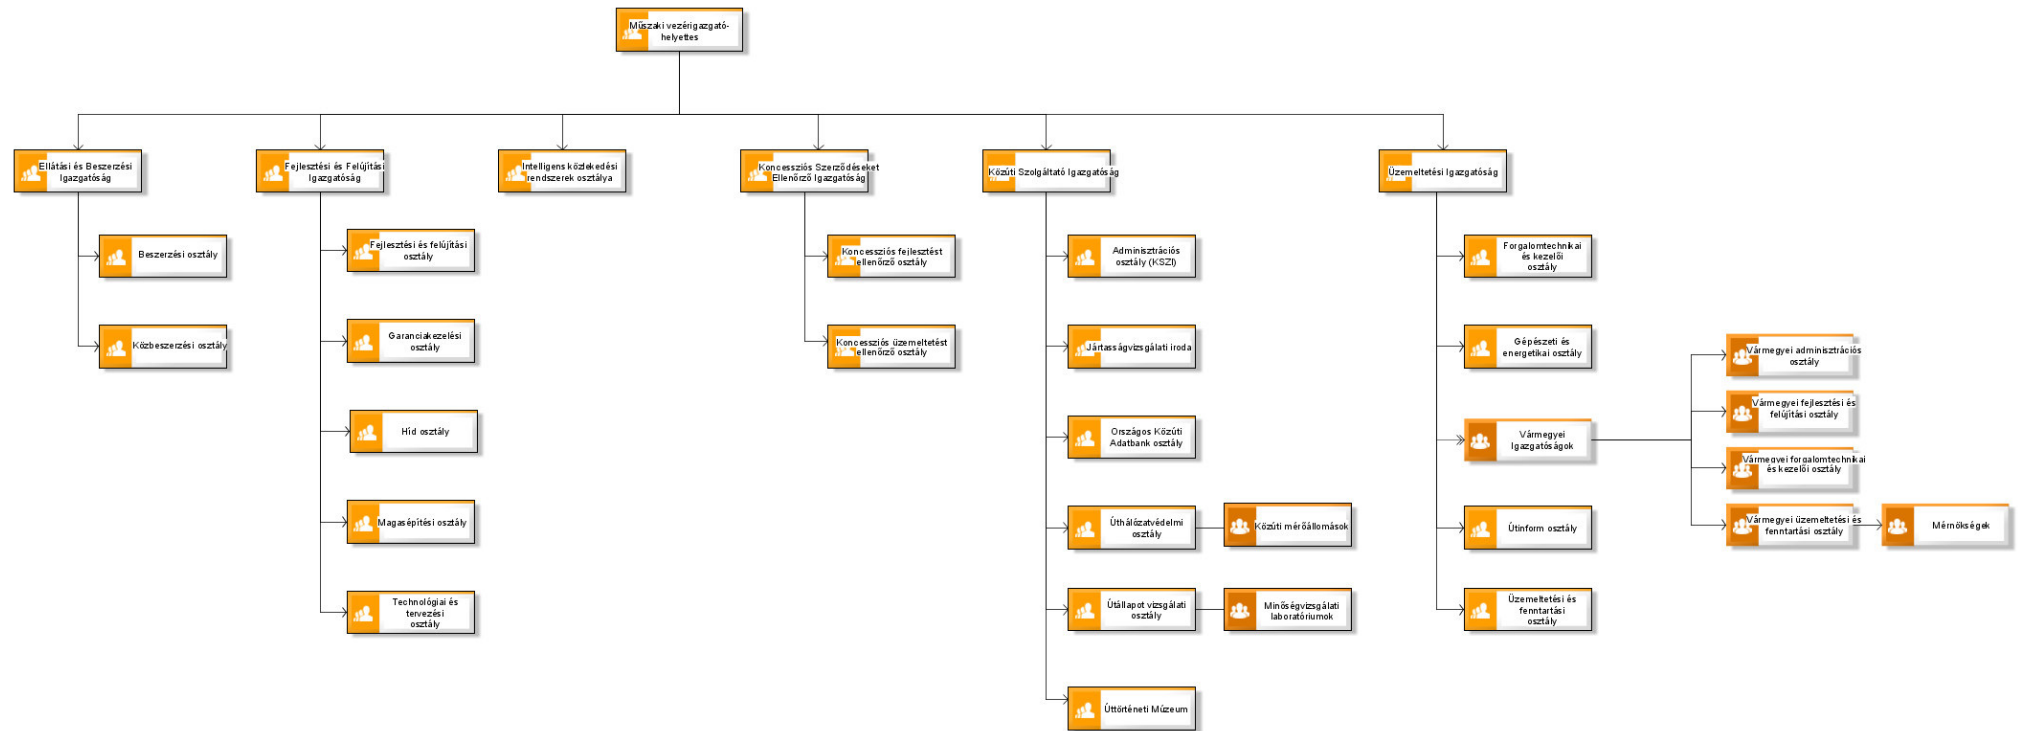 Műszaki vezérigazgató-
helyettes
Ellátási és Beszerzési
Igazgatóság
Fejlesztési és Felújítási
Igazgatóság
Intelligens közlekedési
rendszerek osztálya
Koncessziós Szerződéseket
Ellenőrző Igazgatóság
Közúti Szolgáltató Igazgatóság
Üzemeltetési Igazgatóság
Beszerzési osztály
Közbeszerzési osztály
Fejlesztési és felújítási
osztály
Garanciakezelési
osztály
Híd osztály
Magasépítési osztály
Technológiai és
tervezési
osztály
Koncessziós fejlesztést
ellenőrző osztály
Koncessziós üzemeltetést
ellenőrző osztály
Adminisztrációs
osztály (KSZI)
Jártasságvizsgálati iroda
Országos Közúti
Adatbank osztály
Úthálózatvédelmi
osztály
Közúti mérőállomások
Útállapot vizsgálati
osztály
Minőségvizsgálati
laboratóriumok
Úttörténeti Múzeum
Forgalomtechnikai
és kezelői
osztály
Gépészeti és
energetikai osztály
Vármegyei
Igazgatóságok
Útinform osztály
Üzemeltetési és
fenntartási
osztály
Vármegyei adminisztrációs
osztály
Vármegyei fejlesztési és
felújítási osztály
Vármegyei forgalomtechnikai
és kezelői osztály
Vármegyei üzemeltetési és
fenntartási osztály
Mérnökségek